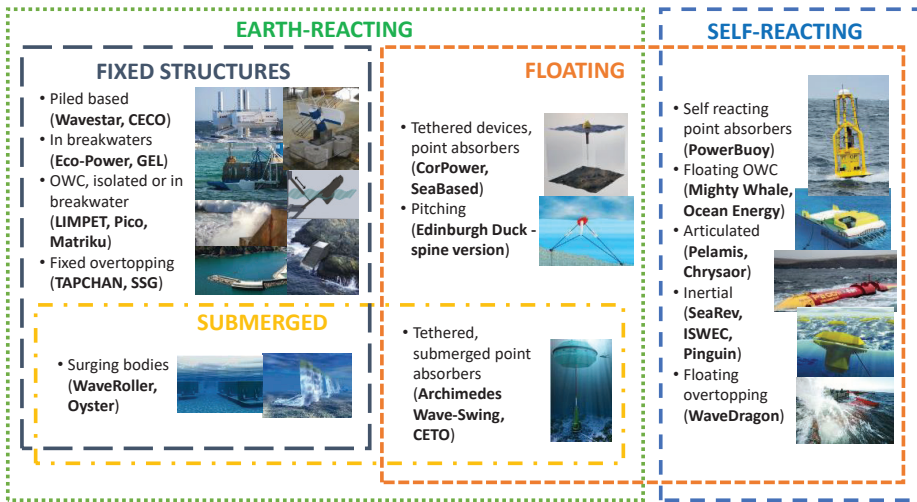 EARTH-REACTING
SELF-REACTING
FIXED STRUCTURES
• Piled based
(Wavestar, CECO)
• In breakwaters
(Eco-Power, GEL)
• OWC, isolated or in
breakwater
(LIMPET, Pico,
Matriku)
• Fixed overtopping
(TAPCHAN, SSG)
FLOATING
• Tethered devices,
point absorbers
(CorPower,
SeaBased)
• Pitching
(Edinburgh Duck -
spine version)
• Self reacting
point absorbers
(PowerBuoy)
• Floating OWC
(Mighty Whale,
Ocean Energy)
• Articulated
(Pelamis,
Chrysaor)
• Inertial
(SeaRev,
ISWEC,
Pinguin)
• Floating
overtopping
(WaveDragon)
SUBMERGED
• Surging bodies
(WaveRoller,
Oyster)
• Tethered,
submerged point
absorbers
(Archimedes
Wave-Swing,
CETO)